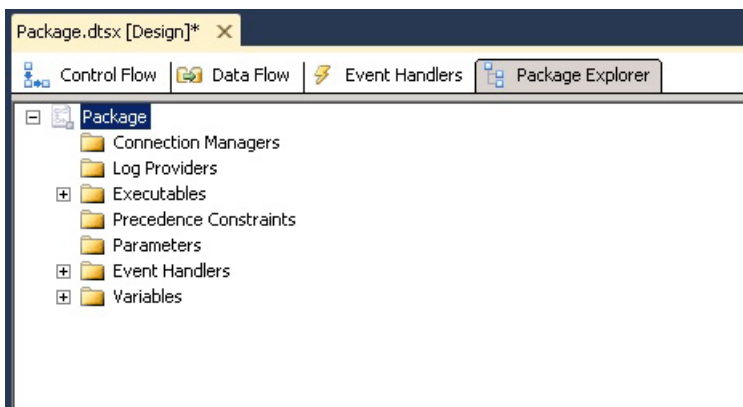 Package.dtsx [Design]*
Control Flow Data Flow Event Handlers Package Explorer
Package
Connection Managers
Log Providers
Executables
Precedence Constraints
Parameters
Event Handlers
Variables